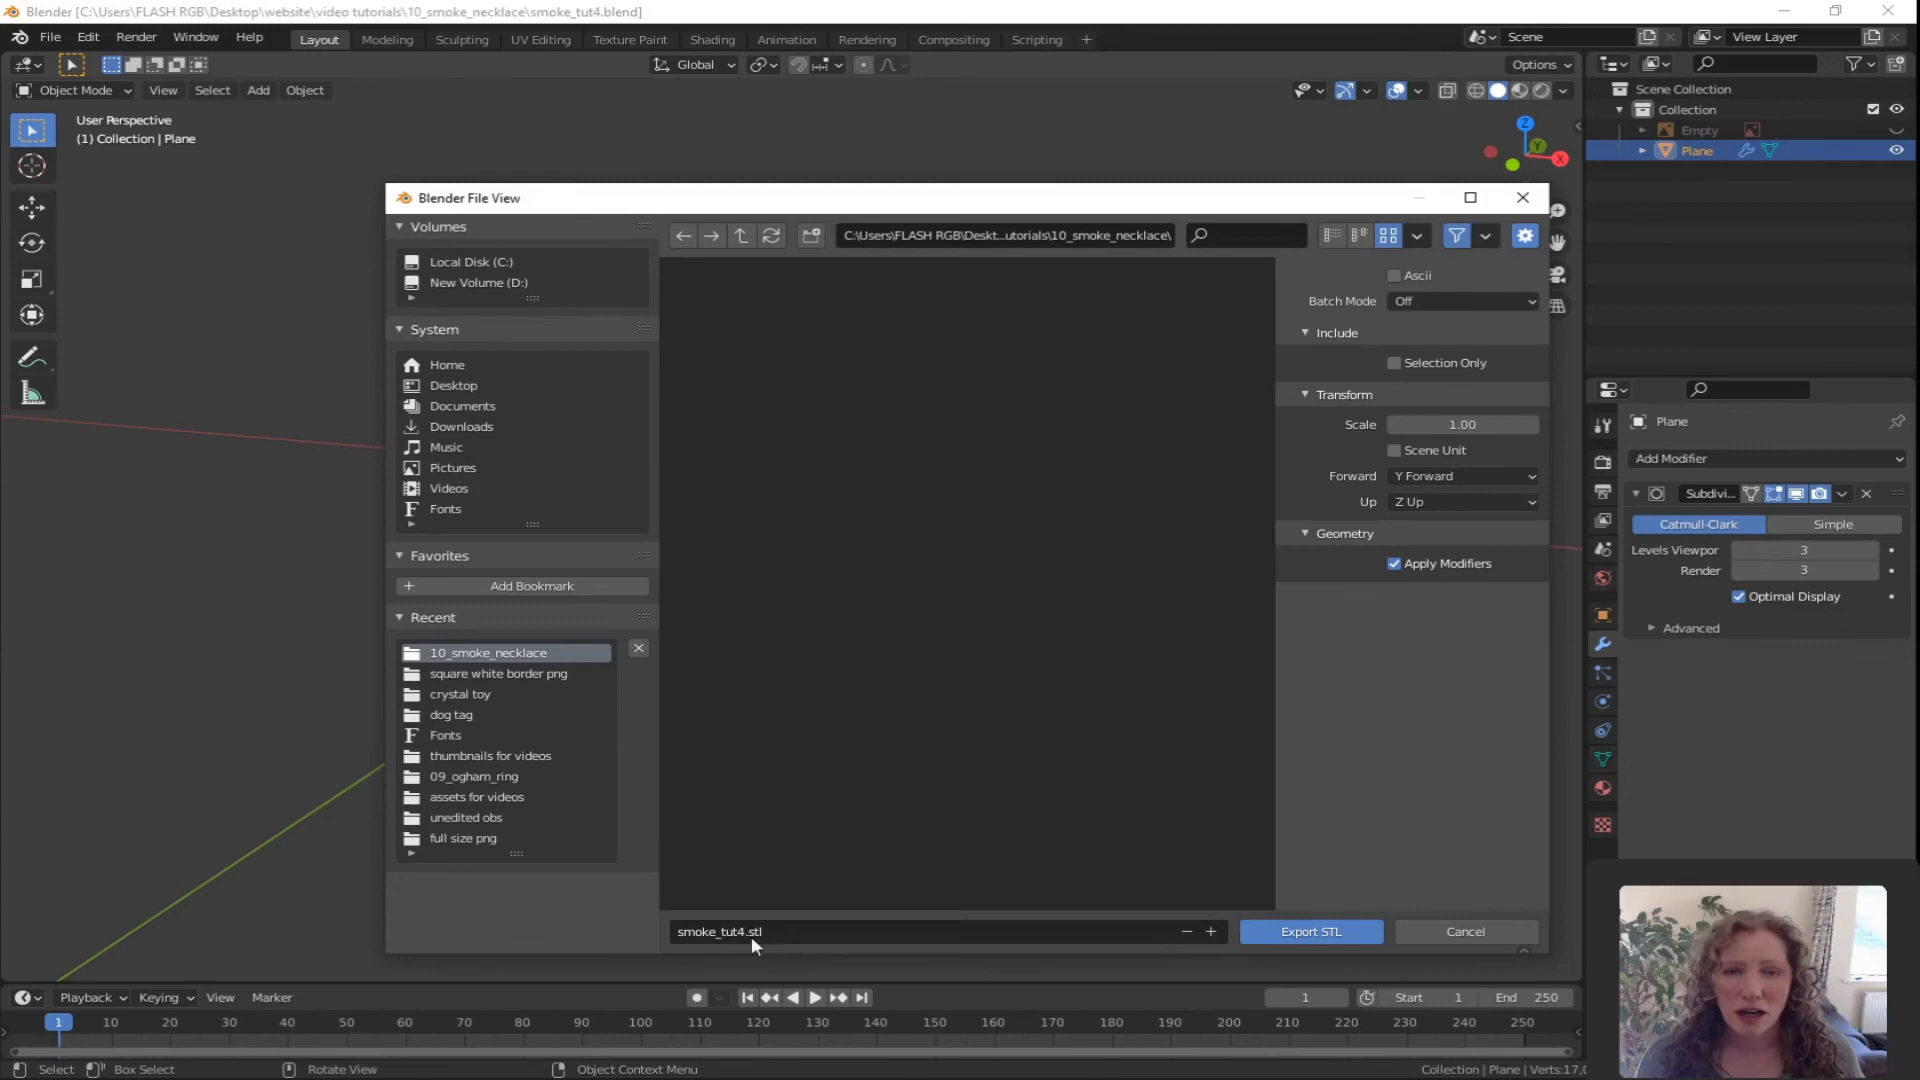 Blender [C:\Users\FLASH RGB\Desktop\website\video tutorials\10_smoke_necklace\smoke_tut4.blend]
File Edit Render Window Help Layout Modeling Sculpting UV Editing Texture Paint Shading Animation Rendering Compositing Scripting + Scene View Layer
Global Options
Object Mode View Select Add Object
User Perspective
(1) Collection | Plane
Z
Y
X
Scene Collection
Collection
Empty
Plane
Blender File View
Volumes
C:\Users\FLASH RGB\Deskt...utorials\10_smoke_necklace\
Local Disk (C:)
New Volume (D:)
System
Home
Desktop
Documents
Downloads
Music
Pictures
Videos
Fonts
Favorites
Add Bookmark
Recent
10_smoke_necklace
square white border png
crystal toy
dog tag
Fonts
thumbnails for videos
09_ogham_ring
assets for videos
unedited obs
full size png
Ascii
Batch Mode Off
Include
Selection Only
Transform
Scale 1.00
Scene Unit
Forward Y Forward
Up Z Up
Geometry
Apply Modifiers
smoke_tut4.stl
Export STL Cancel
Plane
Add Modifier
Subdivi...
Catmull-Clark Simple
Levels Viewpor 3
Render 3
Optimal Display
Advanced
Playback Keying View Marker 1 Start 1 End 250
1 10 20 30 40 50 60 70 80 90 100 110 120 130 140 150 160 170 180 190 200 210 220 230 240 250
Select Box Select Rotate View Object Context Menu Collection | Plane | Verts:17,0